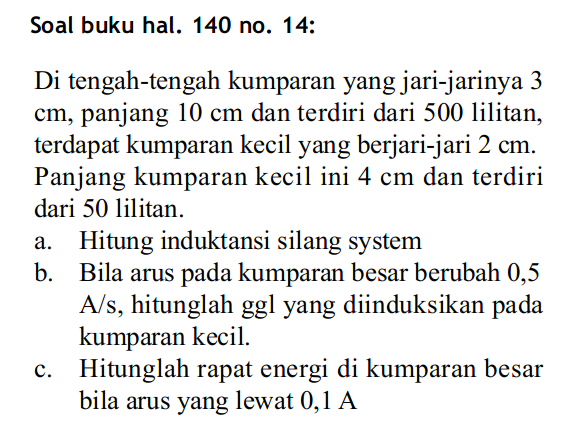 Soal buku hal. 140 no. 14:
Di tengah-tengah kumparan yang jari-jarinya 3
cm, panjang 10 cm dan terdiri dari 500 lilitan,
terdapat kumparan kecil yang berjari-jari 2 cm.
Panjang kumparan kecil ini 4 cm dan terdiri
dari 50 lilitan.
a. Hitung induktansi silang system
b. Bila arus pada kumparan besar berubah 0,5
A/s, hitunglah ggl yang diinduksikan pada
kumparan kecil.
c. Hitunglah rapat energi di kumparan besar
bila arus yang lewat 0,1 A